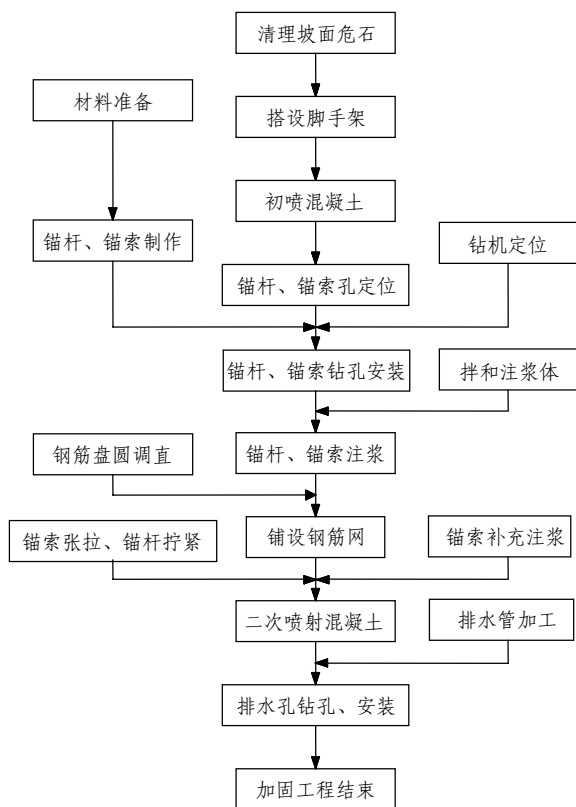 清理坡面危石
材料准备
搭设脚手架
初喷混凝土
锚杆、锚索制作
钻机定位
锚杆、锚索孔定位
锚杆、锚索钻孔安装
拌和注浆体
钢筋盘圆调直
锚杆、锚索注浆
锚索张拉、锚杆拧紧
铺设钢筋网
锚索补充注浆
二次喷射混凝土
排水管加工
排水孔钻孔、安装
加固工程结束